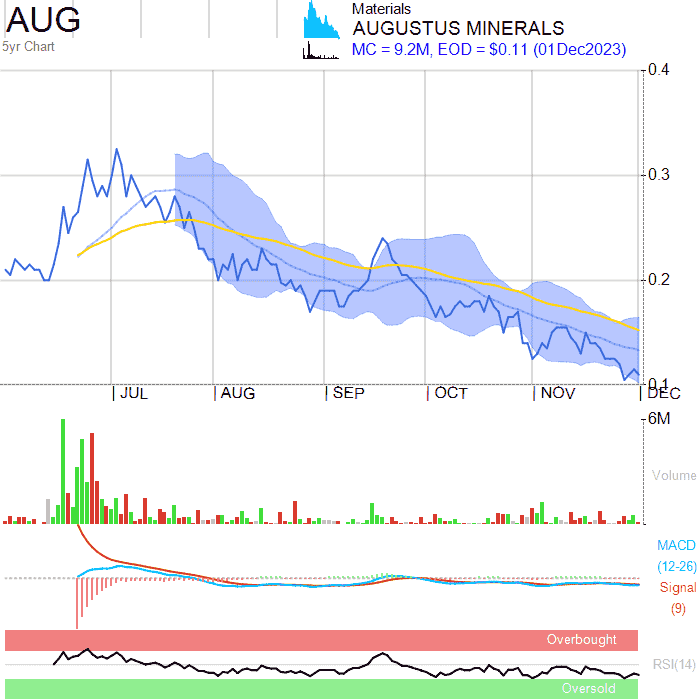 AUG
5yr Chart
Materials
AUGUSTUS MINERALS
MC = 9.2M, EOD = $0.11 (01Dec2023)
0.4
0.3
0.2
0.1
JUL
AUG
SEP
OCT
NOV
DEC
6M
Volume
MACD
(12-26)
Signal
(9)
Overbought
RSI(14)
Oversold